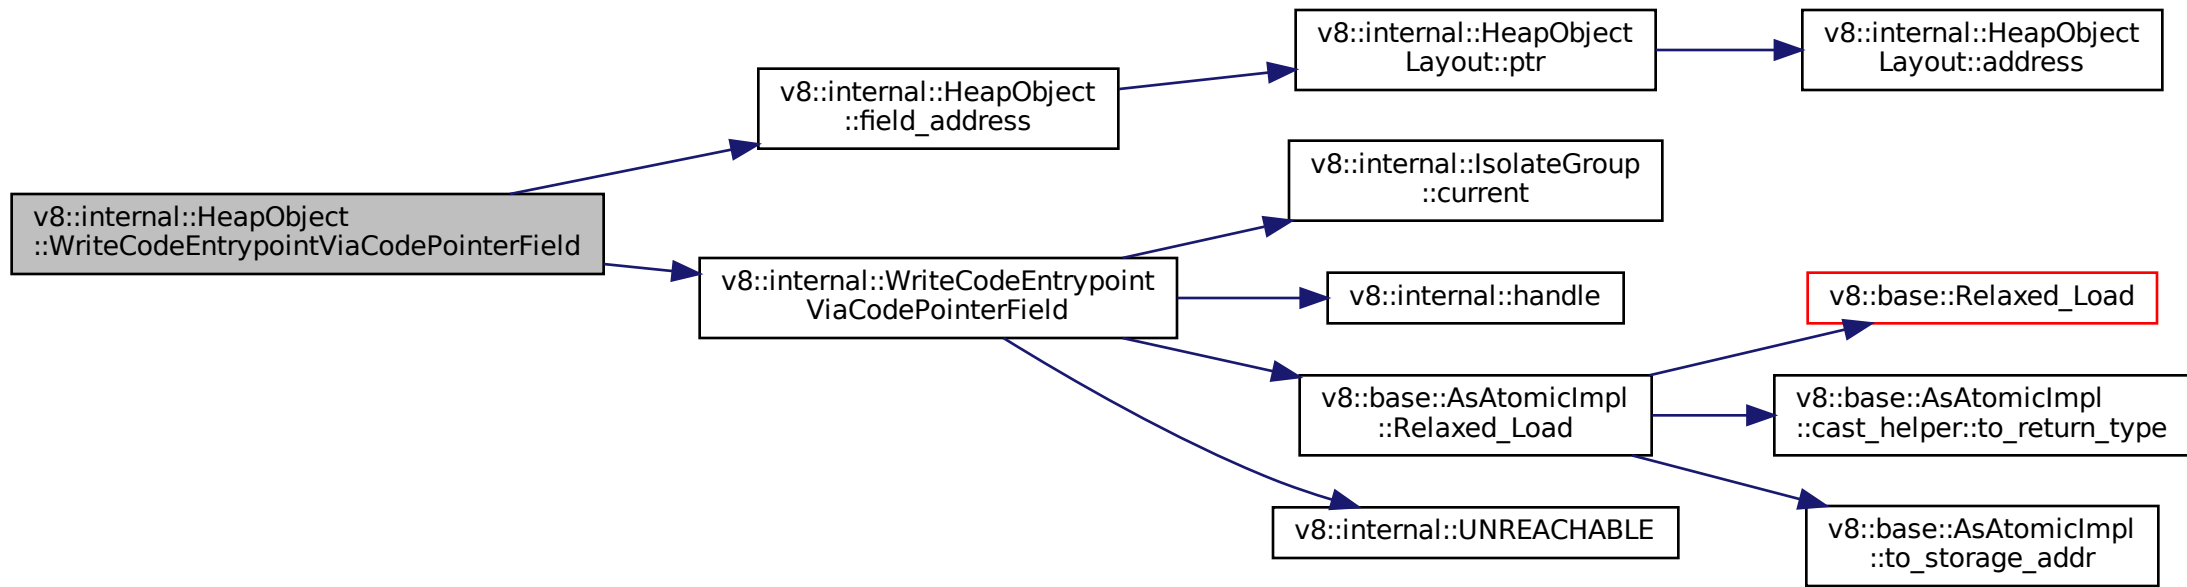 v8::internal::HeapObject
::WriteCodeEntrypointViaCodePointerField
v8::internal::HeapObject
::field_address
v8::internal::HeapObject
Layout::ptr
v8::internal::HeapObject
Layout::address
v8::internal::WriteCodeEntrypoint
ViaCodePointerField
v8::internal::IsolateGroup
::current
v8::internal::handle
v8::base::AsAtomicImpl
::Relaxed_Load
v8::base::Relaxed_Load
v8::base::AsAtomicImpl
::cast_helper::to_return_type
v8::base::AsAtomicImpl
::to_storage_addr
v8::internal::UNREACHABLE